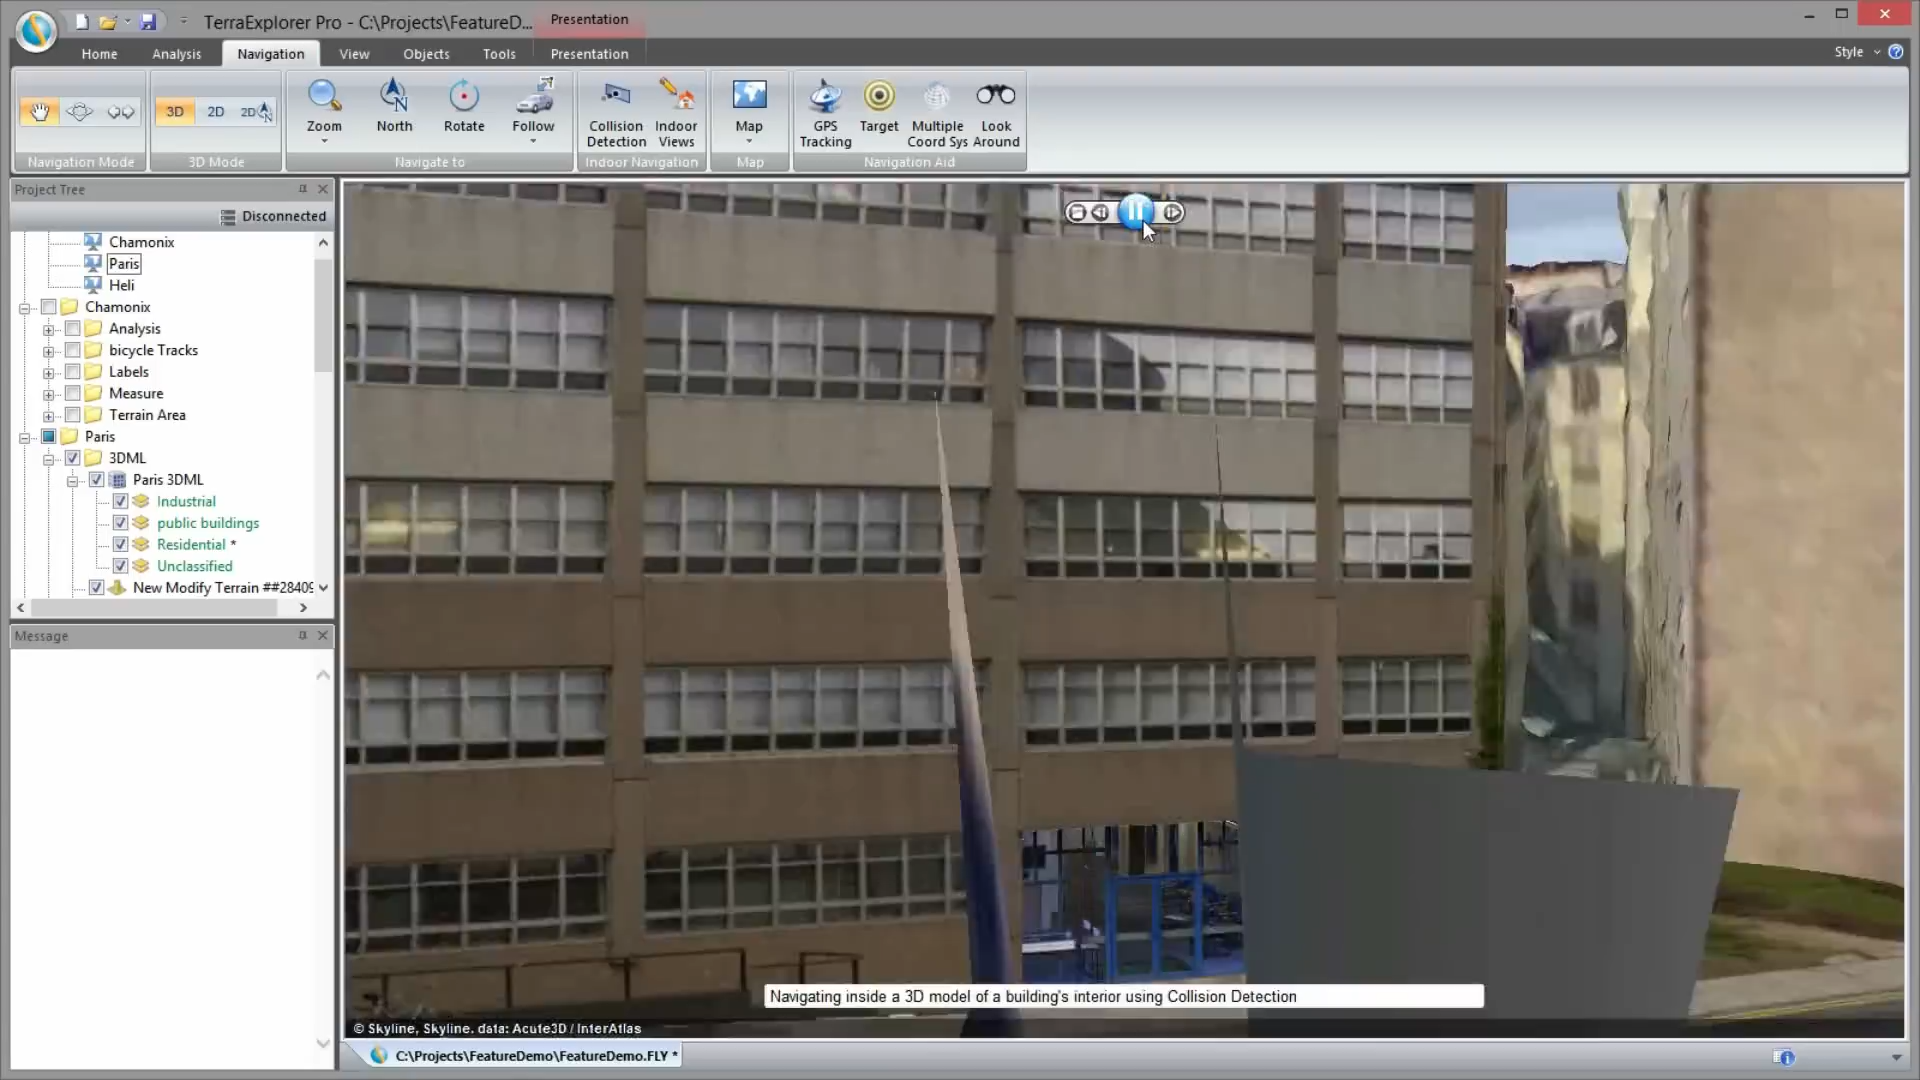 TerraExplorer Pro - C:\Projects\FeatureD...
Presentation
Home
Analysis
Navigation
View
Objects
Tools
Presentation
Style
3D
2D
2D
Zoom
North
Rotate
Follow
Collision
Detection
Indoor
Views
Map
GPS
Tracking
Target
Multiple
Coord Sys
Look
Around
Navigation Mode
3D Mode
Navigate to
Indoor Navigation
Map
Navigation Aid
Project Tree
Disconnected
Chamonix
Paris
Heli
Chamonix
Analysis
bicycle Tracks
Labels
Measure
Terrain Area
Paris
3DML
Paris 3DML
Industrial
public buildings
Residential *
Unclassified
New Modify Terrain ##28409
Message
Navigating inside a 3D model of a building's interior using Collision Detection
© Skyline, Skyline. data: Acute3D / InterAtlas
C:\Projects\FeatureDemo\FeatureDemo.FLY *